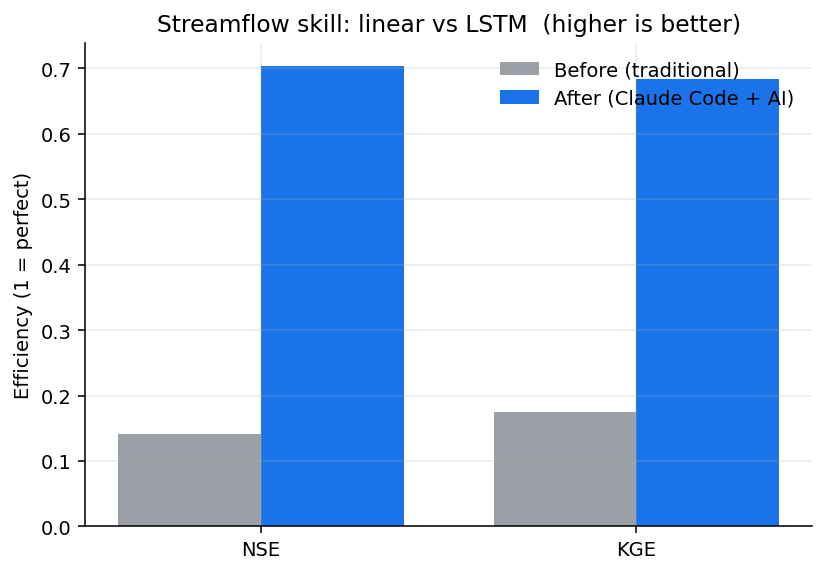 Streamflow skill: linear vs LSTM  (higher is better)
Before (traditional)
After (Claude Code + AI)
Efficiency (1 = perfect)
0.7
0.6
0.5
0.4
0.3
0.2
0.1
0.0
NSE
KGE